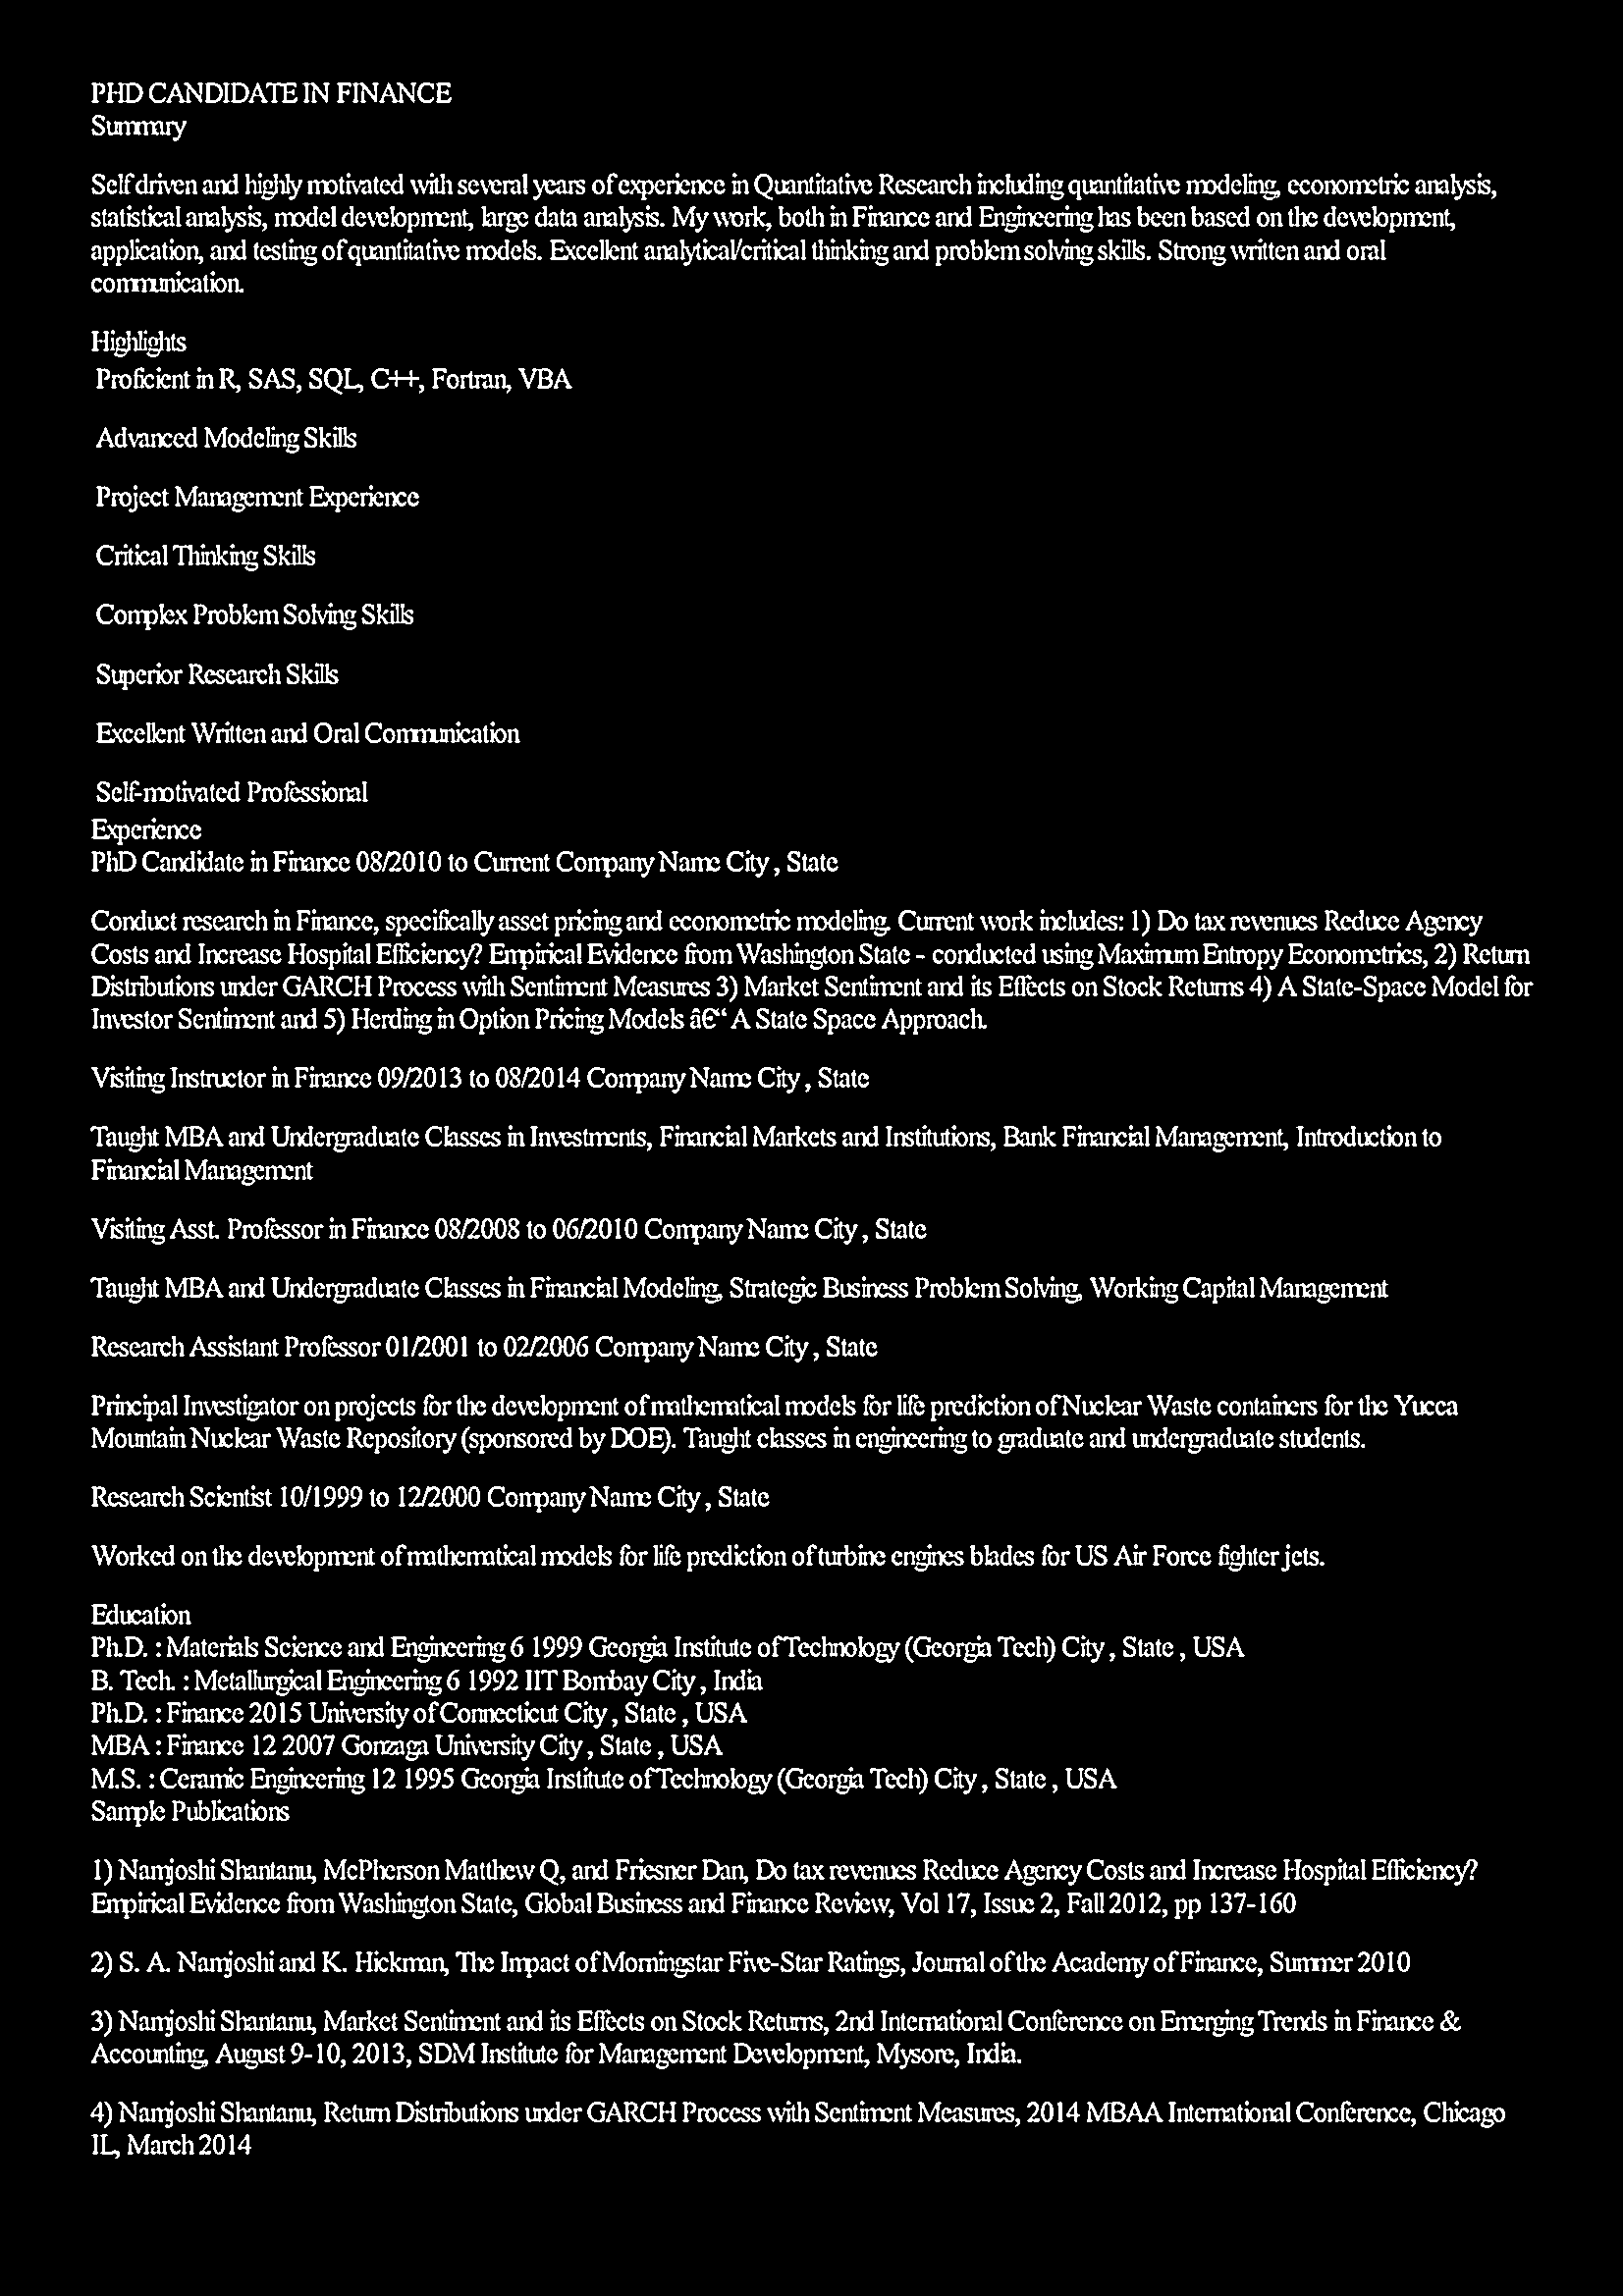 PHD CANDIDATE IN FINANCE
Summary
Self driven and highly motivated with several years of experience in Quantitative Research including quantitative modeling, econometric analysis,
statistical analysis, model development, large data analysis. My work, both in Finance and Engineering has been based on the development,
application, and testing of quantitative models. Excellent analytical/critical thinking and problem solving skills. Strong written and oral
communication.
Highlights
Proficient in R, SAS, SQL, C++, Fortran, VBA
Advanced Modeling Skills
Project Management Experience
Critical Thinking Skills
Complex Problem Solving Skills
Superior Research Skills
Excellent Written and Oral Communication
Self-motivated Professional
Experience
PhD Candidate in Finance 08/2010 to Current Company Name City , State
Conduct research in Finance, specifically asset pricing and econometric modeling. Current work includes: 1) Do tax revenues Reduce Agency
Costs and Increase Hospital Efficiency? Empirical Evidence from Washington State - conducted using Maximum Entropy Econometrics, 2) Return
Distributions under GARCH Process with Sentiment Measures 3) Market Sentiment and its Effects on Stock Returns 4) A State-Space Model for
Investor Sentiment and 5) Herding in Option Pricing Models â€“ A State Space Approach.
Visiting Instructor in Finance 09/2013 to 08/2014 Company Name City , State
Taught MBA and Undergraduate Classes in Investments, Financial Markets and Institutions, Bank Financial Management, Introduction to
Financial Management
Visiting Asst. Professor in Finance 08/2008 to 06/2010 Company Name City , State
Taught MBA and Undergraduate Classes in Financial Modeling, Strategic Business Problem Solving, Working Capital Management
Research Assistant Professor 01/2001 to 02/2006 Company Name City , State
Principal Investigator on projects for the development of mathematical models for life prediction of Nuclear Waste containers for the Yucca
Mountain Nuclear Waste Repository (sponsored by DOE). Taught classes in engineering to graduate and undergraduate students.
Research Scientist 10/1999 to 12/2000 Company Name City , State
Worked on the development of mathematical models for life prediction of turbine engines blades for US Air Force fighter jets.
Education
Ph.D. : Materials Science and Engineering 6 1999 Georgia Institute of Technology (Georgia Tech) City , State , USA
B. Tech. : Metallurgical Engineering 6 1992 IIT Bombay City , India
Ph.D. : Finance 2015 University of Connecticut City , State , USA
MBA : Finance 12 2007 Gonzaga University City , State , USA
M.S. : Ceramic Engineering 12 1995 Georgia Institute of Technology (Georgia Tech) City , State , USA
Sample Publications
1) Namjoshi Shantanu, McPherson Matthew Q, and Friesner Dan, Do tax revenues Reduce Agency Costs and Increase Hospital Efficiency?
Empirical Evidence from Washington State, Global Business and Finance Review, Vol 17, Issue 2, Fall 2012, pp 137-160
2) S. A. Namjoshi and K. Hickman, The Impact of Morningstar Five-Star Ratings, Journal of the Academy of Finance, Summer 2010
3) Namjoshi Shantanu, Market Sentiment and its Effects on Stock Returns, 2nd International Conference on Emerging Trends in Finance &
Accounting, August 9-10, 2013, SDM Institute for Management Development, Mysore, India.
4) Namjoshi Shantanu, Return Distributions under GARCH Process with Sentiment Measures, 2014 MBAA International Conference, Chicago
IL, March 2014